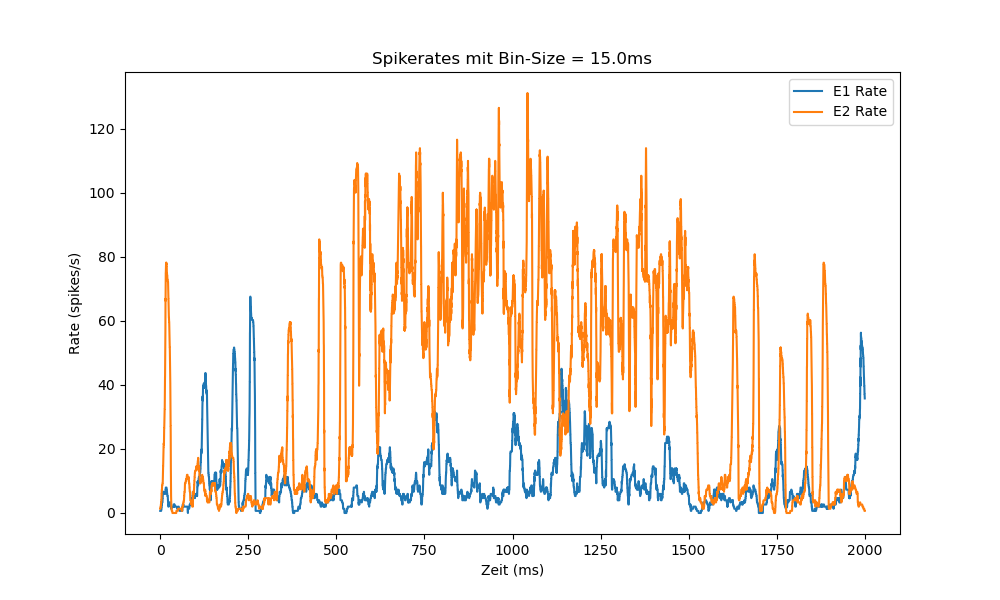 Spikerates mit Bin-Size = 15.0ms
E1 Rate
E2 Rate
120
100
80
60
40
20
0
Rate (spikes/s)
0 250 500 750 1000 1250 1500 1750 2000
Zeit (ms)